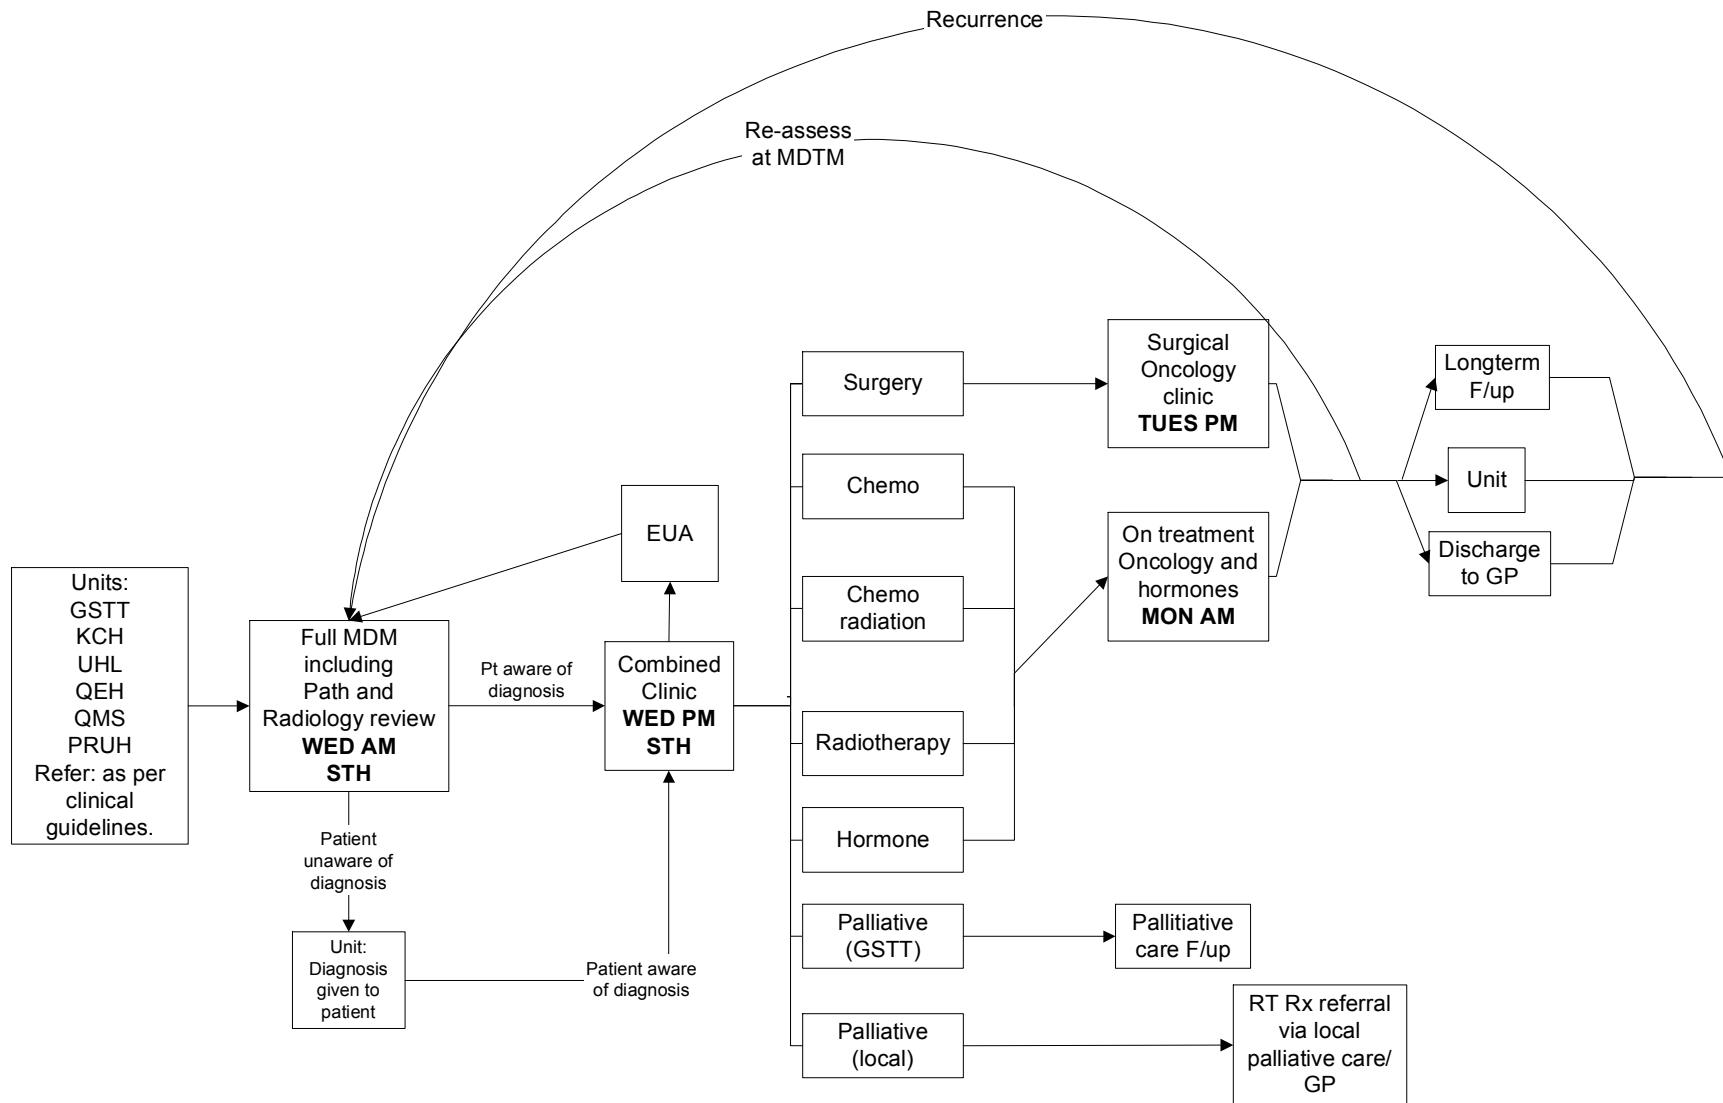 Recurrence
Re-assess
at MDTM
Units:
GSTT
KCH
UHL
QEH
QMS
PRUH
Refer: as per
clinical
guidelines.
Full MDM
including
Path and
Radiology review
WED AM
STH
Patient
unaware of
diagnosis
Unit:
Diagnosis
given to
patient
Pt aware of
diagnosis
Patient aware
of diagnosis
EUA
Combined
Clinic
WED PM
STH
Surgery
Chemo
Chemo
radiation
Radiotherapy
Hormone
Palliative
(GSTT)
Palliative
(local)
Surgical
Oncology
clinic
TUES PM
On treatment
Oncology and
hormones
MON AM
Pallitiative
care F/up
RT Rx referral
via local
palliative care/
GP
Longterm
F/up
Unit
Discharge
to GP